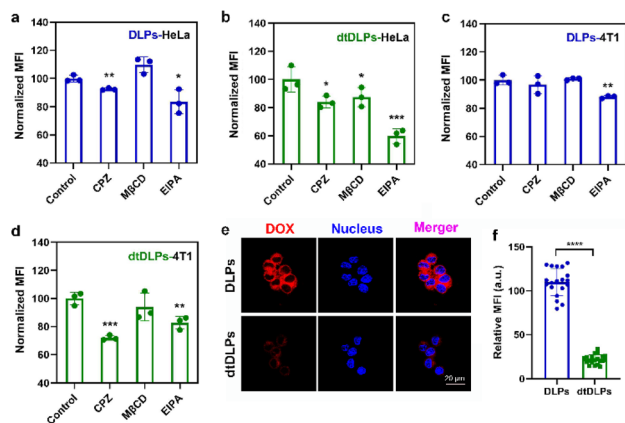 a
DLPs-HeLa
Normalized MFI
140
120
100
80
60
40
**
*
Control
CPZ
MβCD
EIPA
b
dtDLPs-HeLa
Normalized MFI
140
120
100
80
60
40
*
*
***
Control
CPZ
MβCD
EIPA
c
DLPs-4T1
Normalized MFI
140
120
100
80
60
40
**
Control
CPZ
MβCD
EIPA
d
dtDLPs-4T1
Normalized MFI
140
120
100
80
60
40
***
**
Control
CPZ
MβCD
EIPA
e
DOX
Nucleus
Merger
DLPs
dtDLPs
20 μm
f
Relative MFI (a.u.)
150
100
50
0
****
DLPs dtDLPs